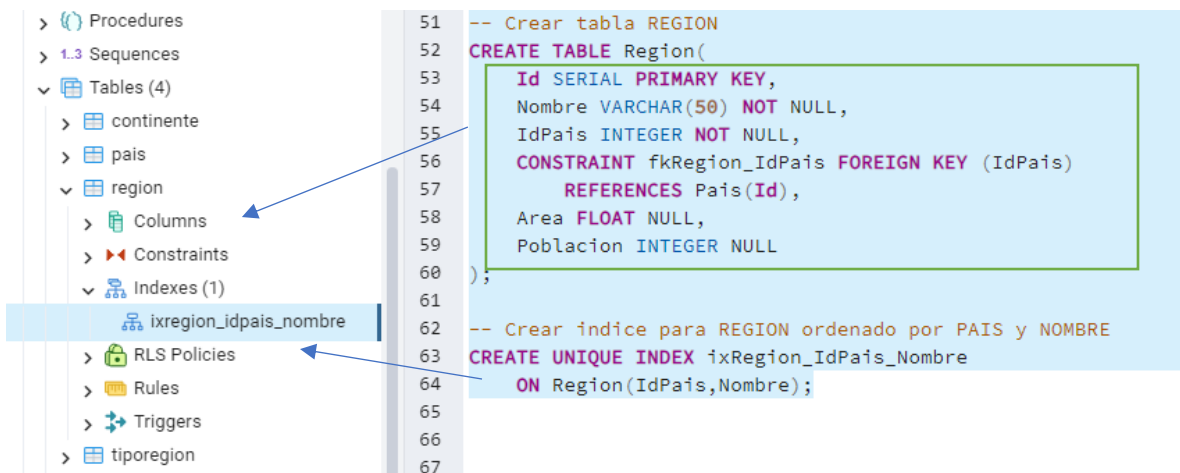 Procedures
1..3 Sequences
Tables (4)
continente
pais
region
Columns
Constraints
Indexes (1)
ixregion_idpais_nombre
RLS Policies
Rules
Triggers
tiporegion
51 -- Crear tabla REGION
52 CREATE TABLE Region(
53 Id SERIAL PRIMARY KEY,
54 Nombre VARCHAR(50) NOT NULL,
55 IdPais INTEGER NOT NULL,
56 CONSTRAINT fkRegion_IdPais FOREIGN KEY (IdPais)
57 REFERENCES Pais(Id),
58 Area FLOAT NULL,
59 Poblacion INTEGER NULL
60 );
61
62 -- Crear indice para REGION ordenado por PAIS y NOMBRE
63 CREATE UNIQUE INDEX ixRegion_IdPais_Nombre
64 ON Region(IdPais,Nombre);
65
66
67